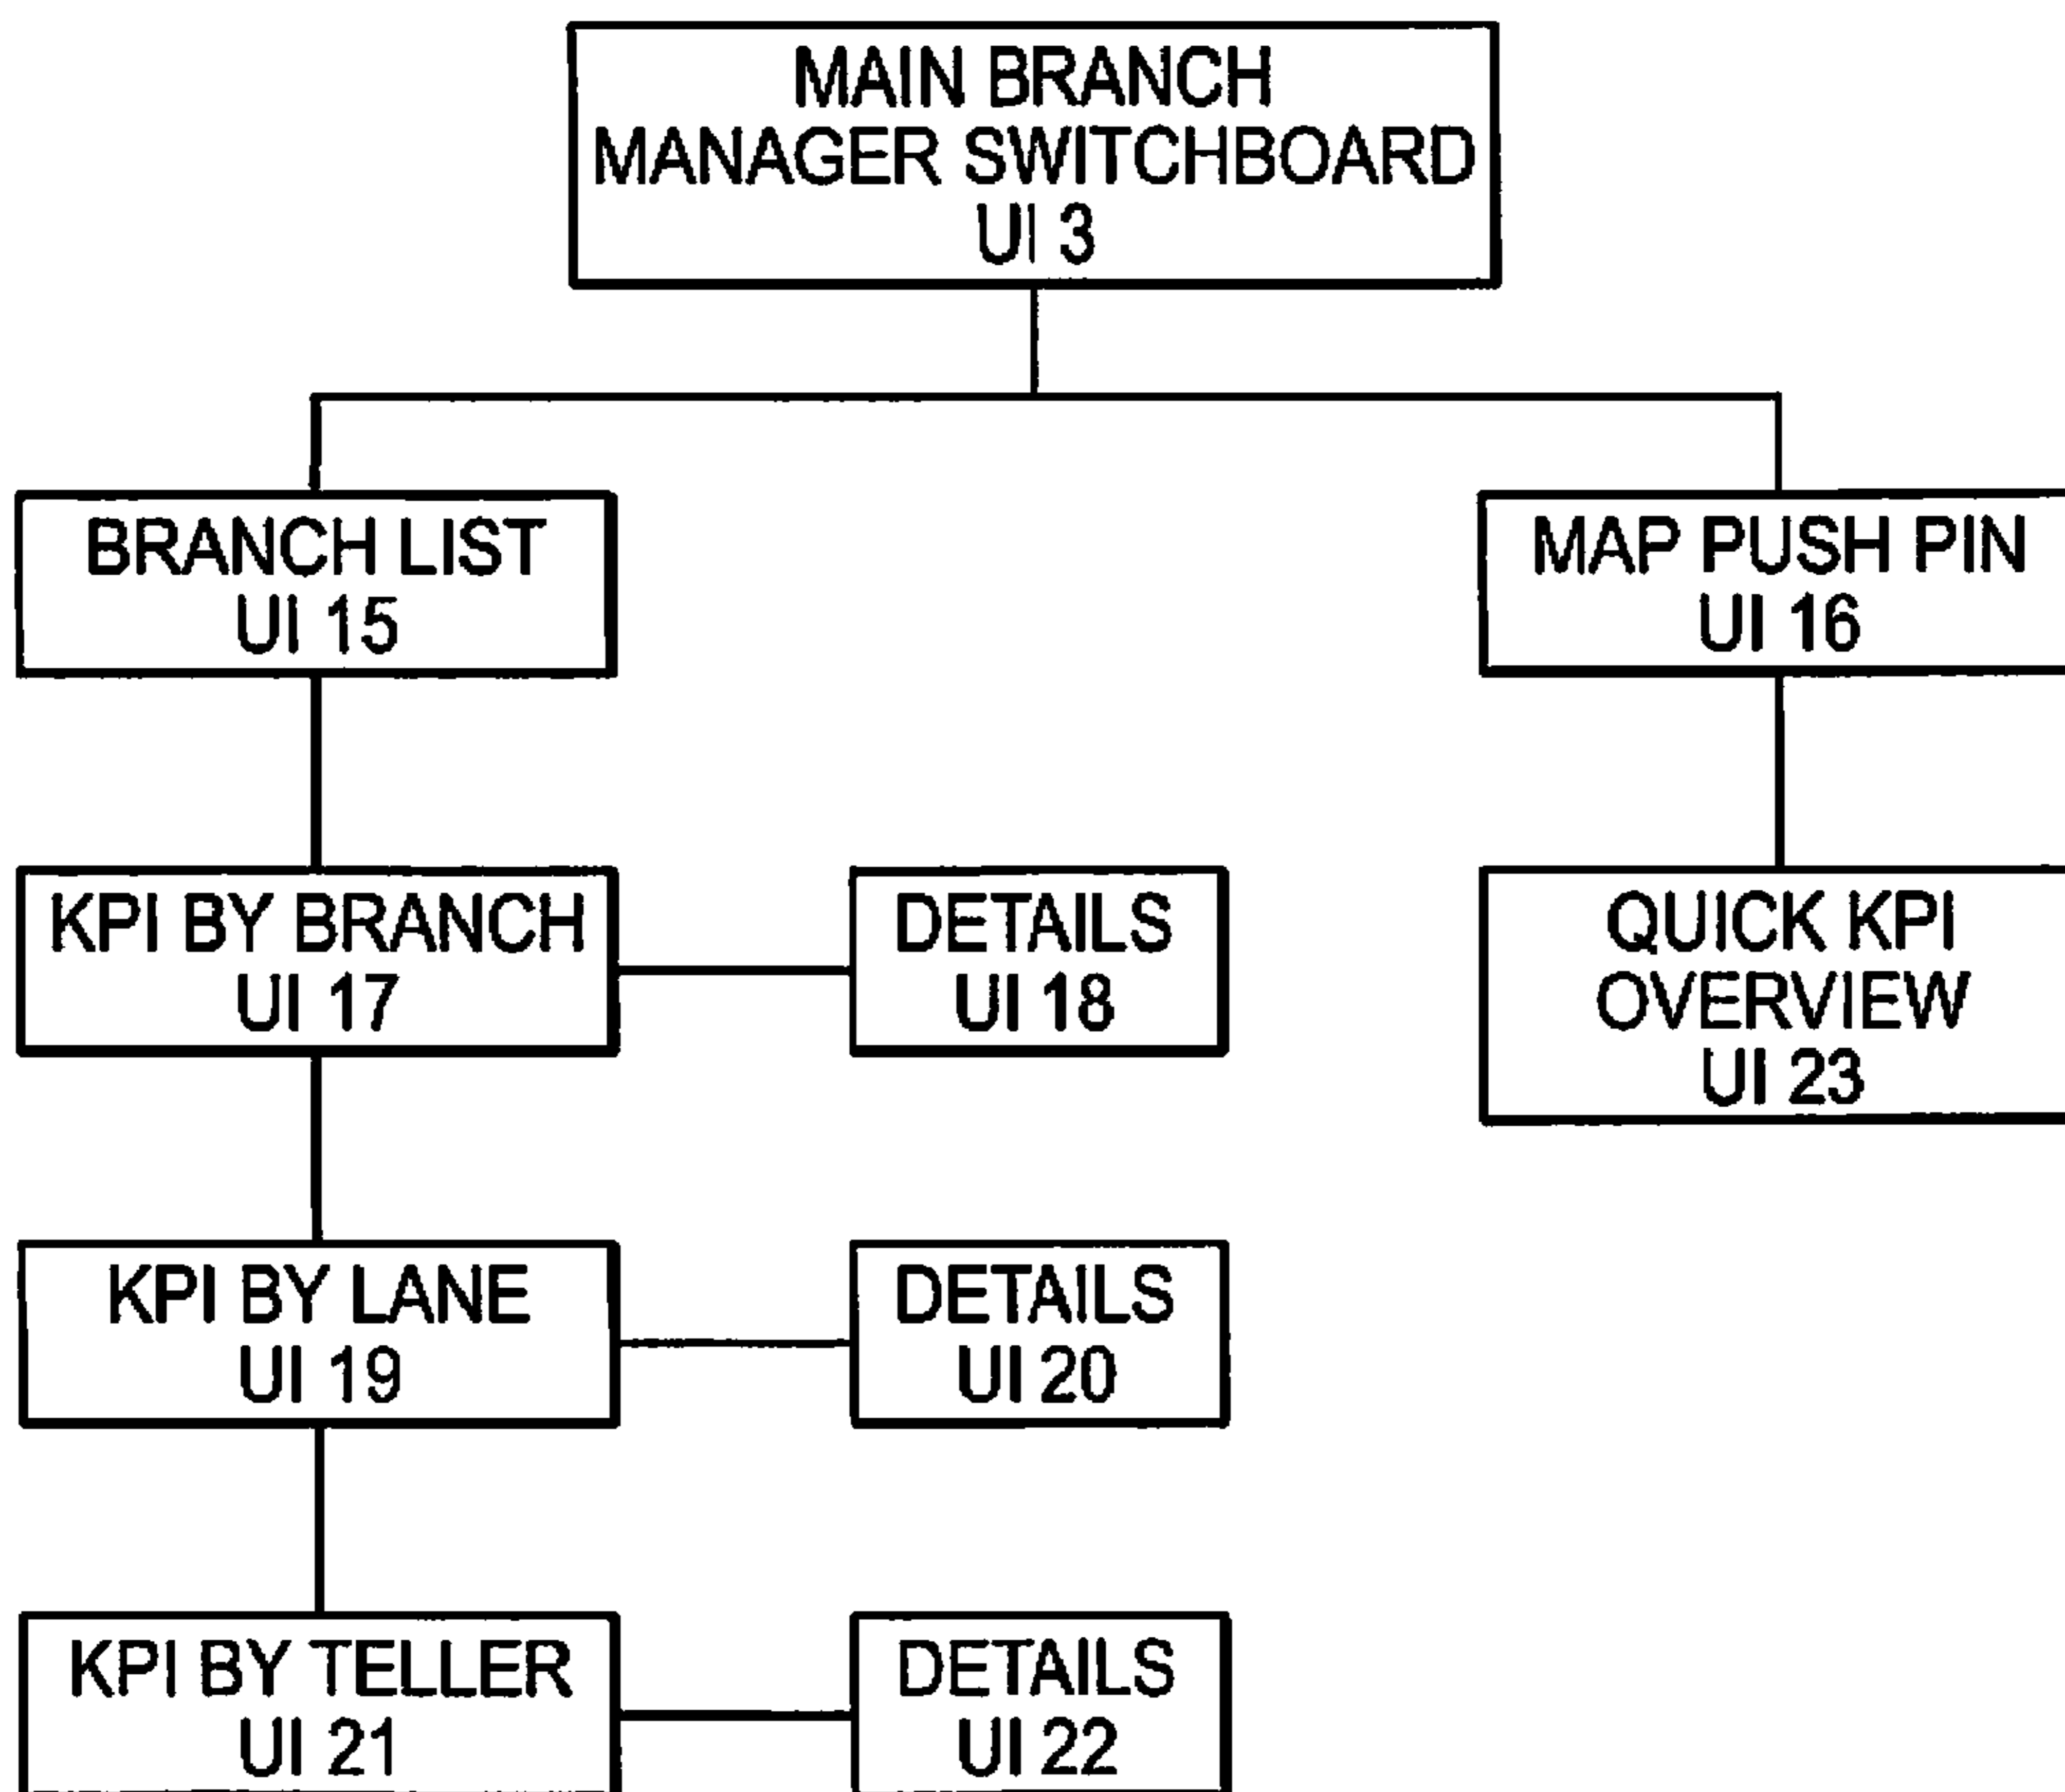 MAIN BRANCH
MANAGER SWITCHBOARD
UI 3
BRANCH LIST
UI 15
MAP PUSH PIN
UI 16
KPI BY BRANCH
UI 17
DETAILS
UI 18
QUICK KPI
OVERVIEW
UI 23
KPI BY LANE
UI 19
DETAILS
UI 20
KPI BY TELLER
UI 21
DETAILS
UI 22